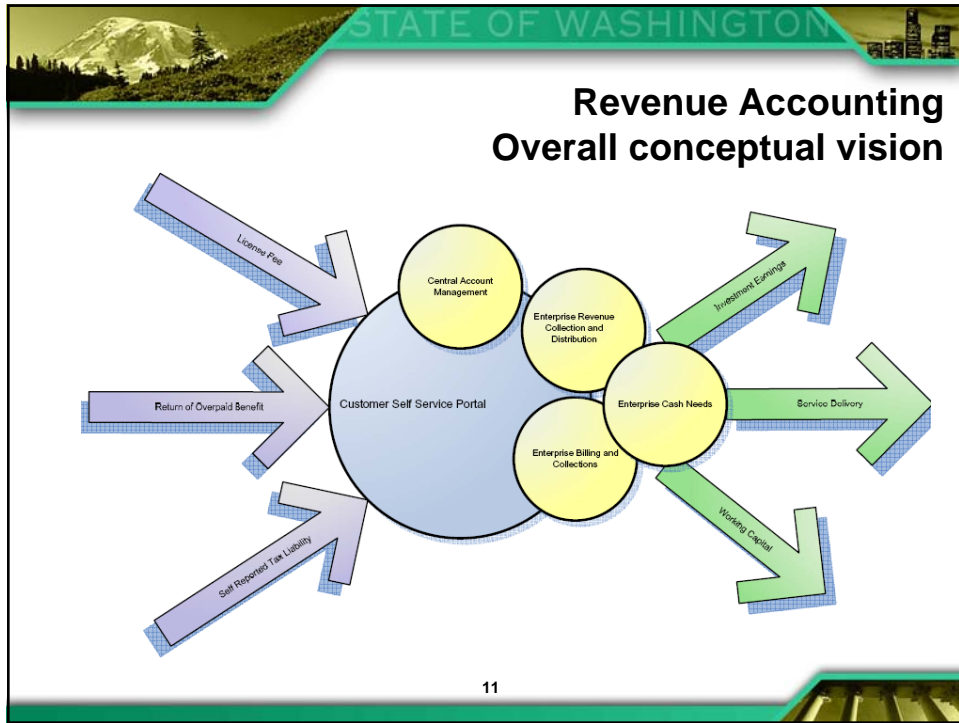 STATE OF WASHINGTON
Revenue Accounting
Overall conceptual vision
License Fee
Return of Overpaid Benefit
Self Reported Tax Liability
Customer Self Service Portal
Central Account
Management
Enterprise Revenue
Collection and
Distribution
Enterprise Billing and
Collections
Enterprise Cash Needs
Investment Earnings
Service Delivery
Working Capital
11